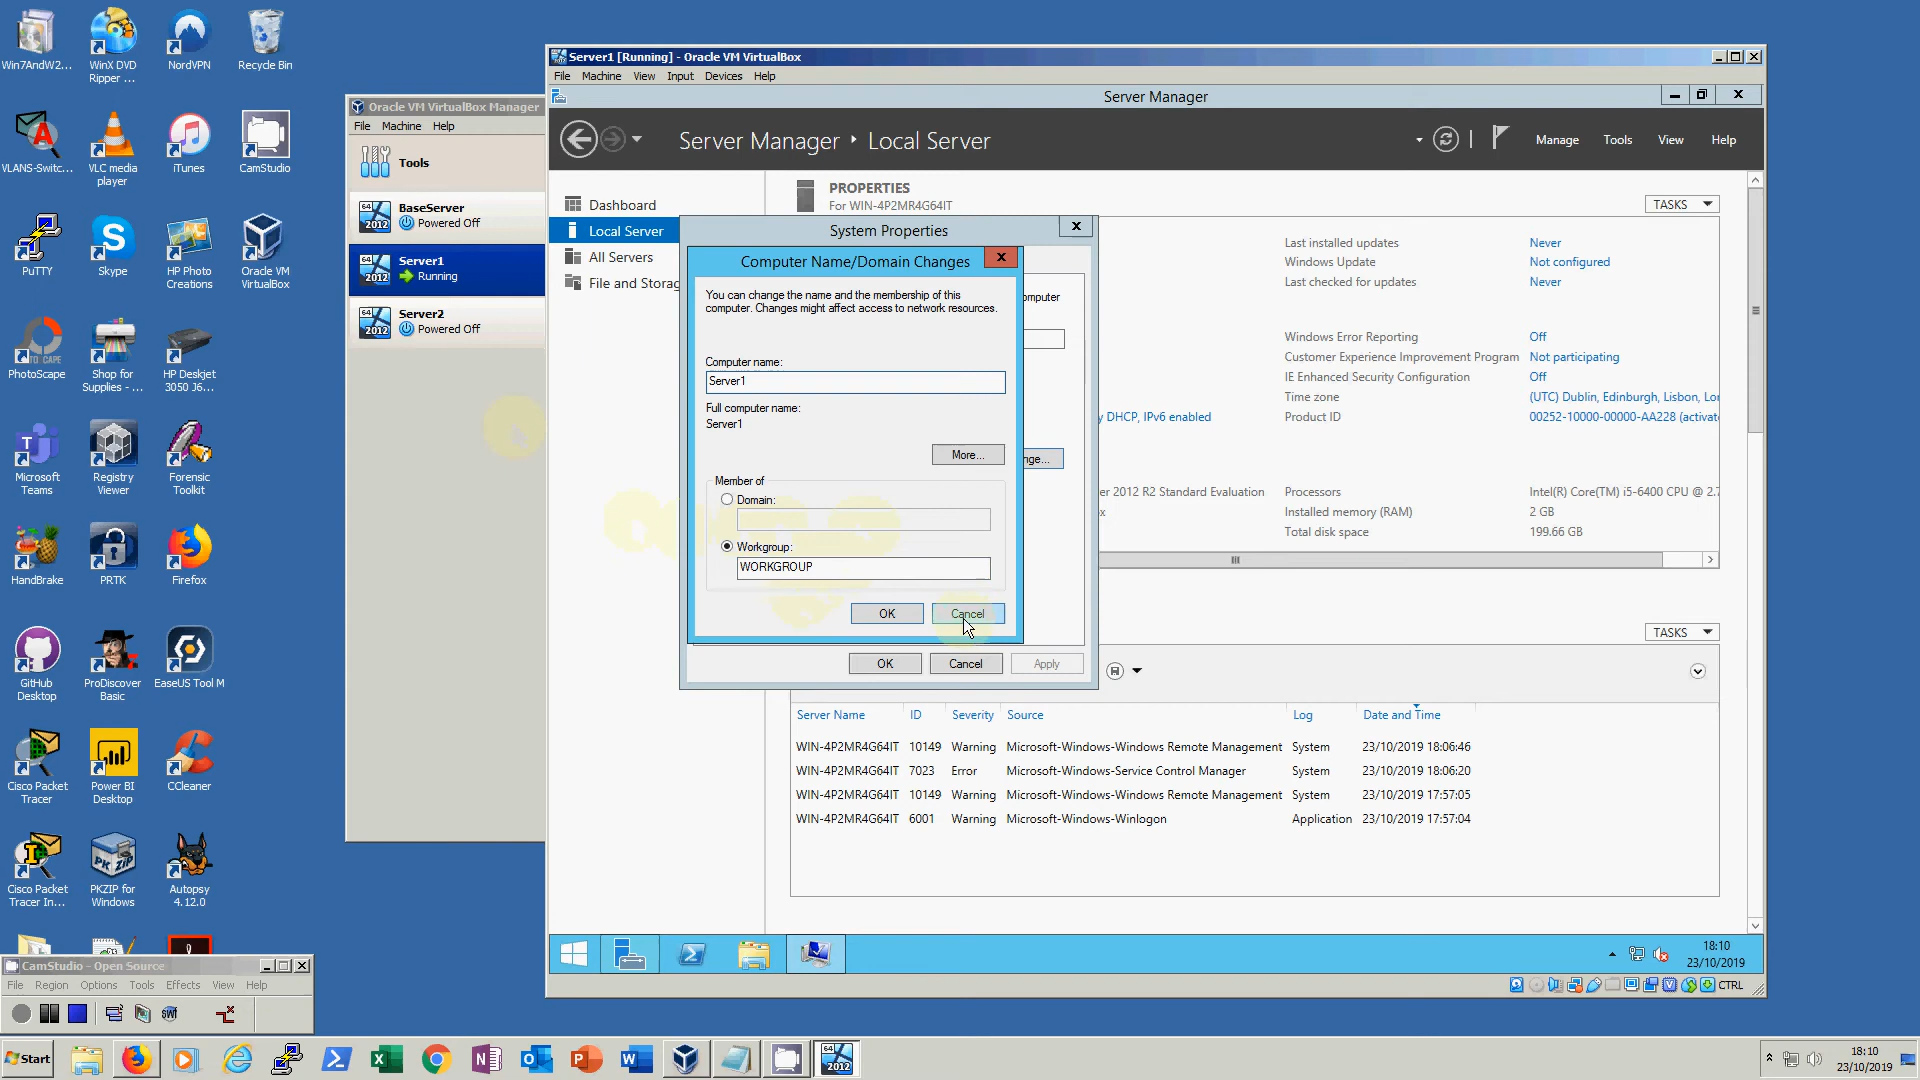 Win7AndW2...
WinX DVD
Ripper ...
NordVPN
Recycle Bin
VLANS-Switc...
VLC media
player
iTunes
CamStudio
PuTTY
Skype
HP Photo
Creations
Oracle VM
VirtualBox
PhotoScape
Shop for
Supplies - ...
HP Deskjet
3050 J6...
Microsoft
Teams
Registry
Viewer
Forensic
Toolkit
HandBrake
PRTK
Firefox
GitHub
Desktop
ProDiscover
Basic
EaseUS Tool M
Cisco Packet
Tracer
Power BI
Desktop
CCleaner
Cisco Packet
Tracer In...
PKZIP for
Windows
Autopsy
4.12.0
CamStudio - Open Source
File Region Options Tools Effects View Help
Oracle VM VirtualBox Manager
File Machine Help
Tools
BaseServer
Powered Off
Server1
Running
Server2
Powered Off
Server1 [Running] - Oracle VM VirtualBox
File Machine View Input Devices Help
Server Manager
Server Manager ‣ Local Server
Manage Tools View Help
Dashboard
Local Server
All Servers
File and Storag
PROPERTIES
For WIN-4P2MR4G64IT
TASKS
Last installed updates Never
Windows Update Not configured
Last checked for updates Never
Windows Error Reporting Off
Customer Experience Improvement Program Not participating
IE Enhanced Security Configuration Off
Time zone (UTC) Dublin, Edinburgh, Lisbon, Lor
y DHCP, IPv6 enabled Product ID 00252-10000-00000-AA228 (activate
er 2012 R2 Standard Evaluation Processors Intel(R) Core(TM) i5-6400 CPU @ 2.7
ox Installed memory (RAM) 2 GB
Total disk space 199.66 GB
System Properties
omputer
nge...
OK Cancel Apply
Computer Name/Domain Changes
You can change the name and the membership of this
computer. Changes might affect access to network resources.
Computer name:
Server1
Full computer name:
Server1
More...
Member of
Domain:
Workgroup:
WORKGROUP
OK Cancel
TASKS
Server Name ID Severity Source Log Date and Time
WIN-4P2MR4G64IT 10149 Warning Microsoft-Windows-Windows Remote Management System 23/10/2019 18:06:46
WIN-4P2MR4G64IT 7023 Error Microsoft-Windows-Service Control Manager System 23/10/2019 18:06:20
WIN-4P2MR4G64IT 10149 Warning Microsoft-Windows-Windows Remote Management System 23/10/2019 17:57:05
WIN-4P2MR4G64IT 6001 Warning Microsoft-Windows-Winlogon Application 23/10/2019 17:57:04
18:10
23/10/2019
CTRL
Start
18:10
23/10/2019